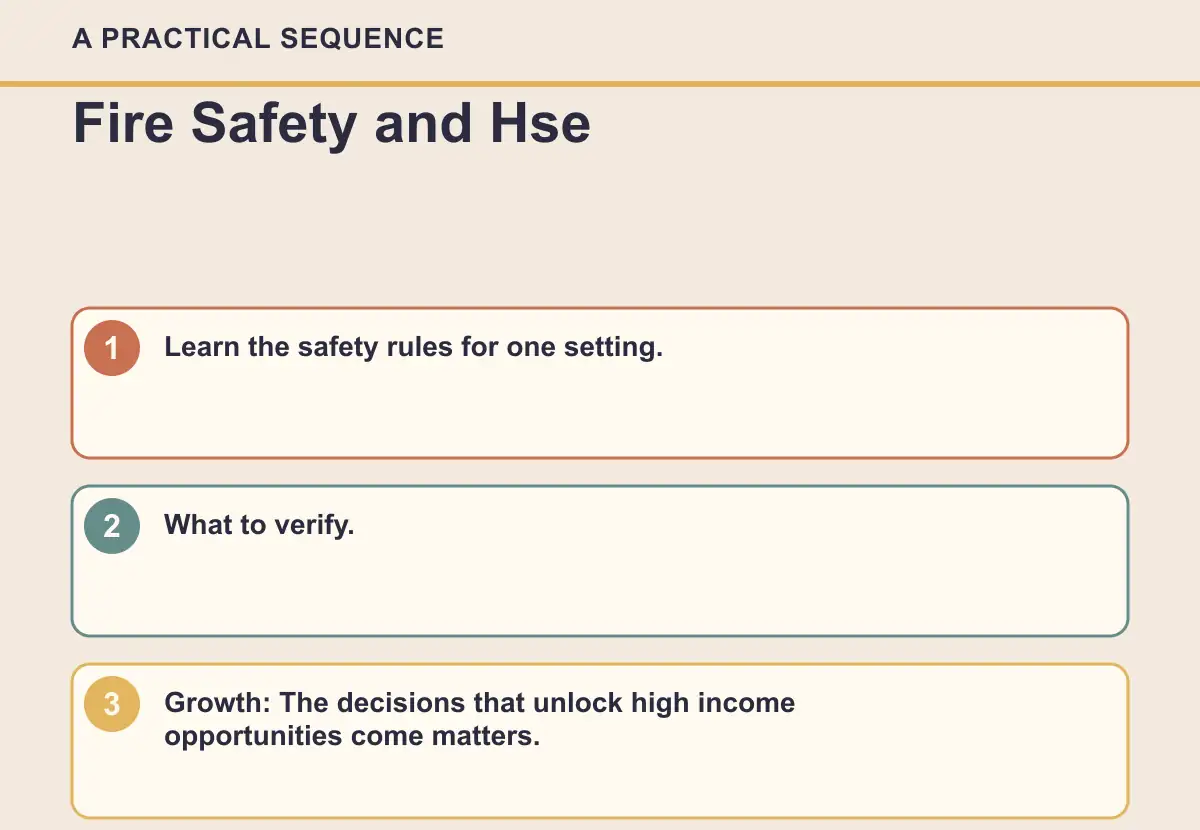 A PRACTICAL SEQUENCE
Fire Safety and Hse
1
Learn the safety rules for one setting.
2
What to verify.
3
Growth: The decisions that unlock high income
opportunities come matters.